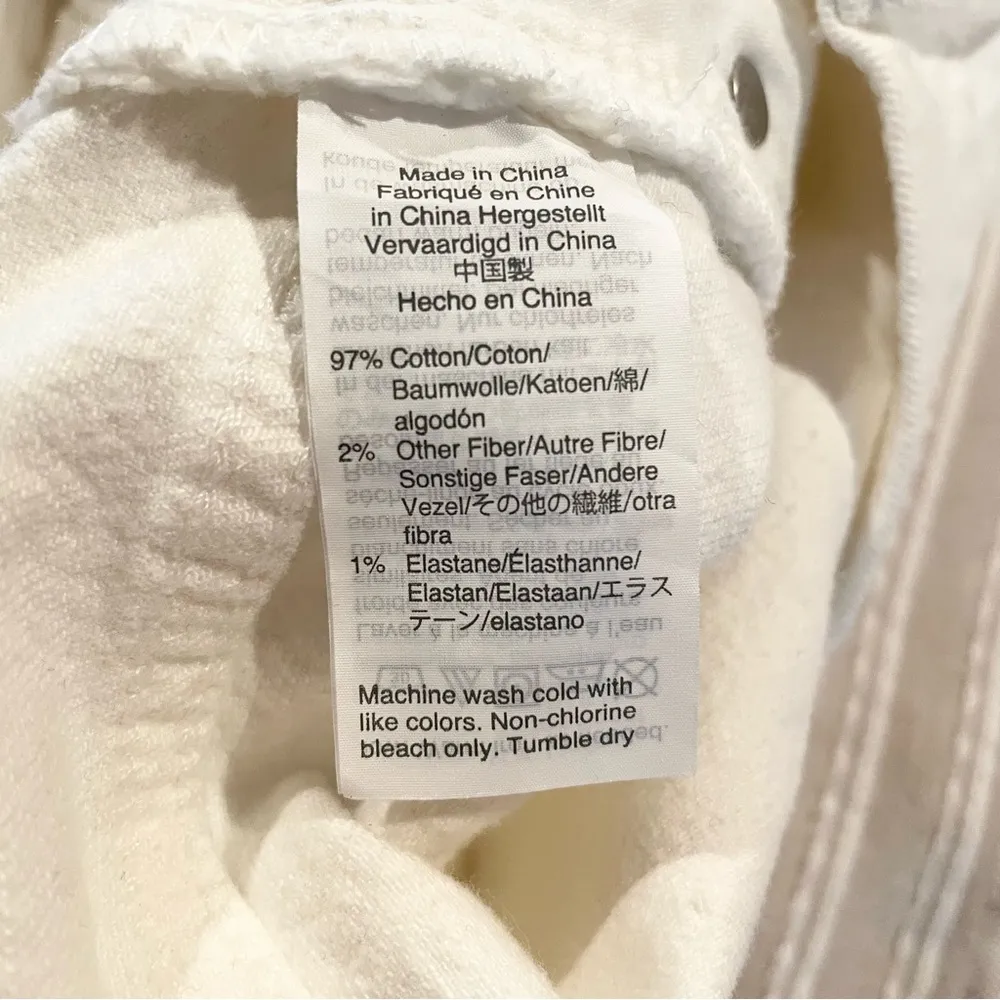 Made in China
Fabriqué en Chine
in China Hergestellt
Vervaardigd in China
中国製
Hecho en China
97% Cotton/Coton/
Baumwolle/Katoen/綿/
algodón
2% Other Fiber/Autre Fibre/
Sonstige Faser/Andere
Vezel/その他の繊維/otra
fibra
1% Elastane/Élasthanne/
Elastan/Elastaan/エラス
テーン/elastano
Machine wash cold with
like colors. Non-chlorine
bleach only. Tumble dry